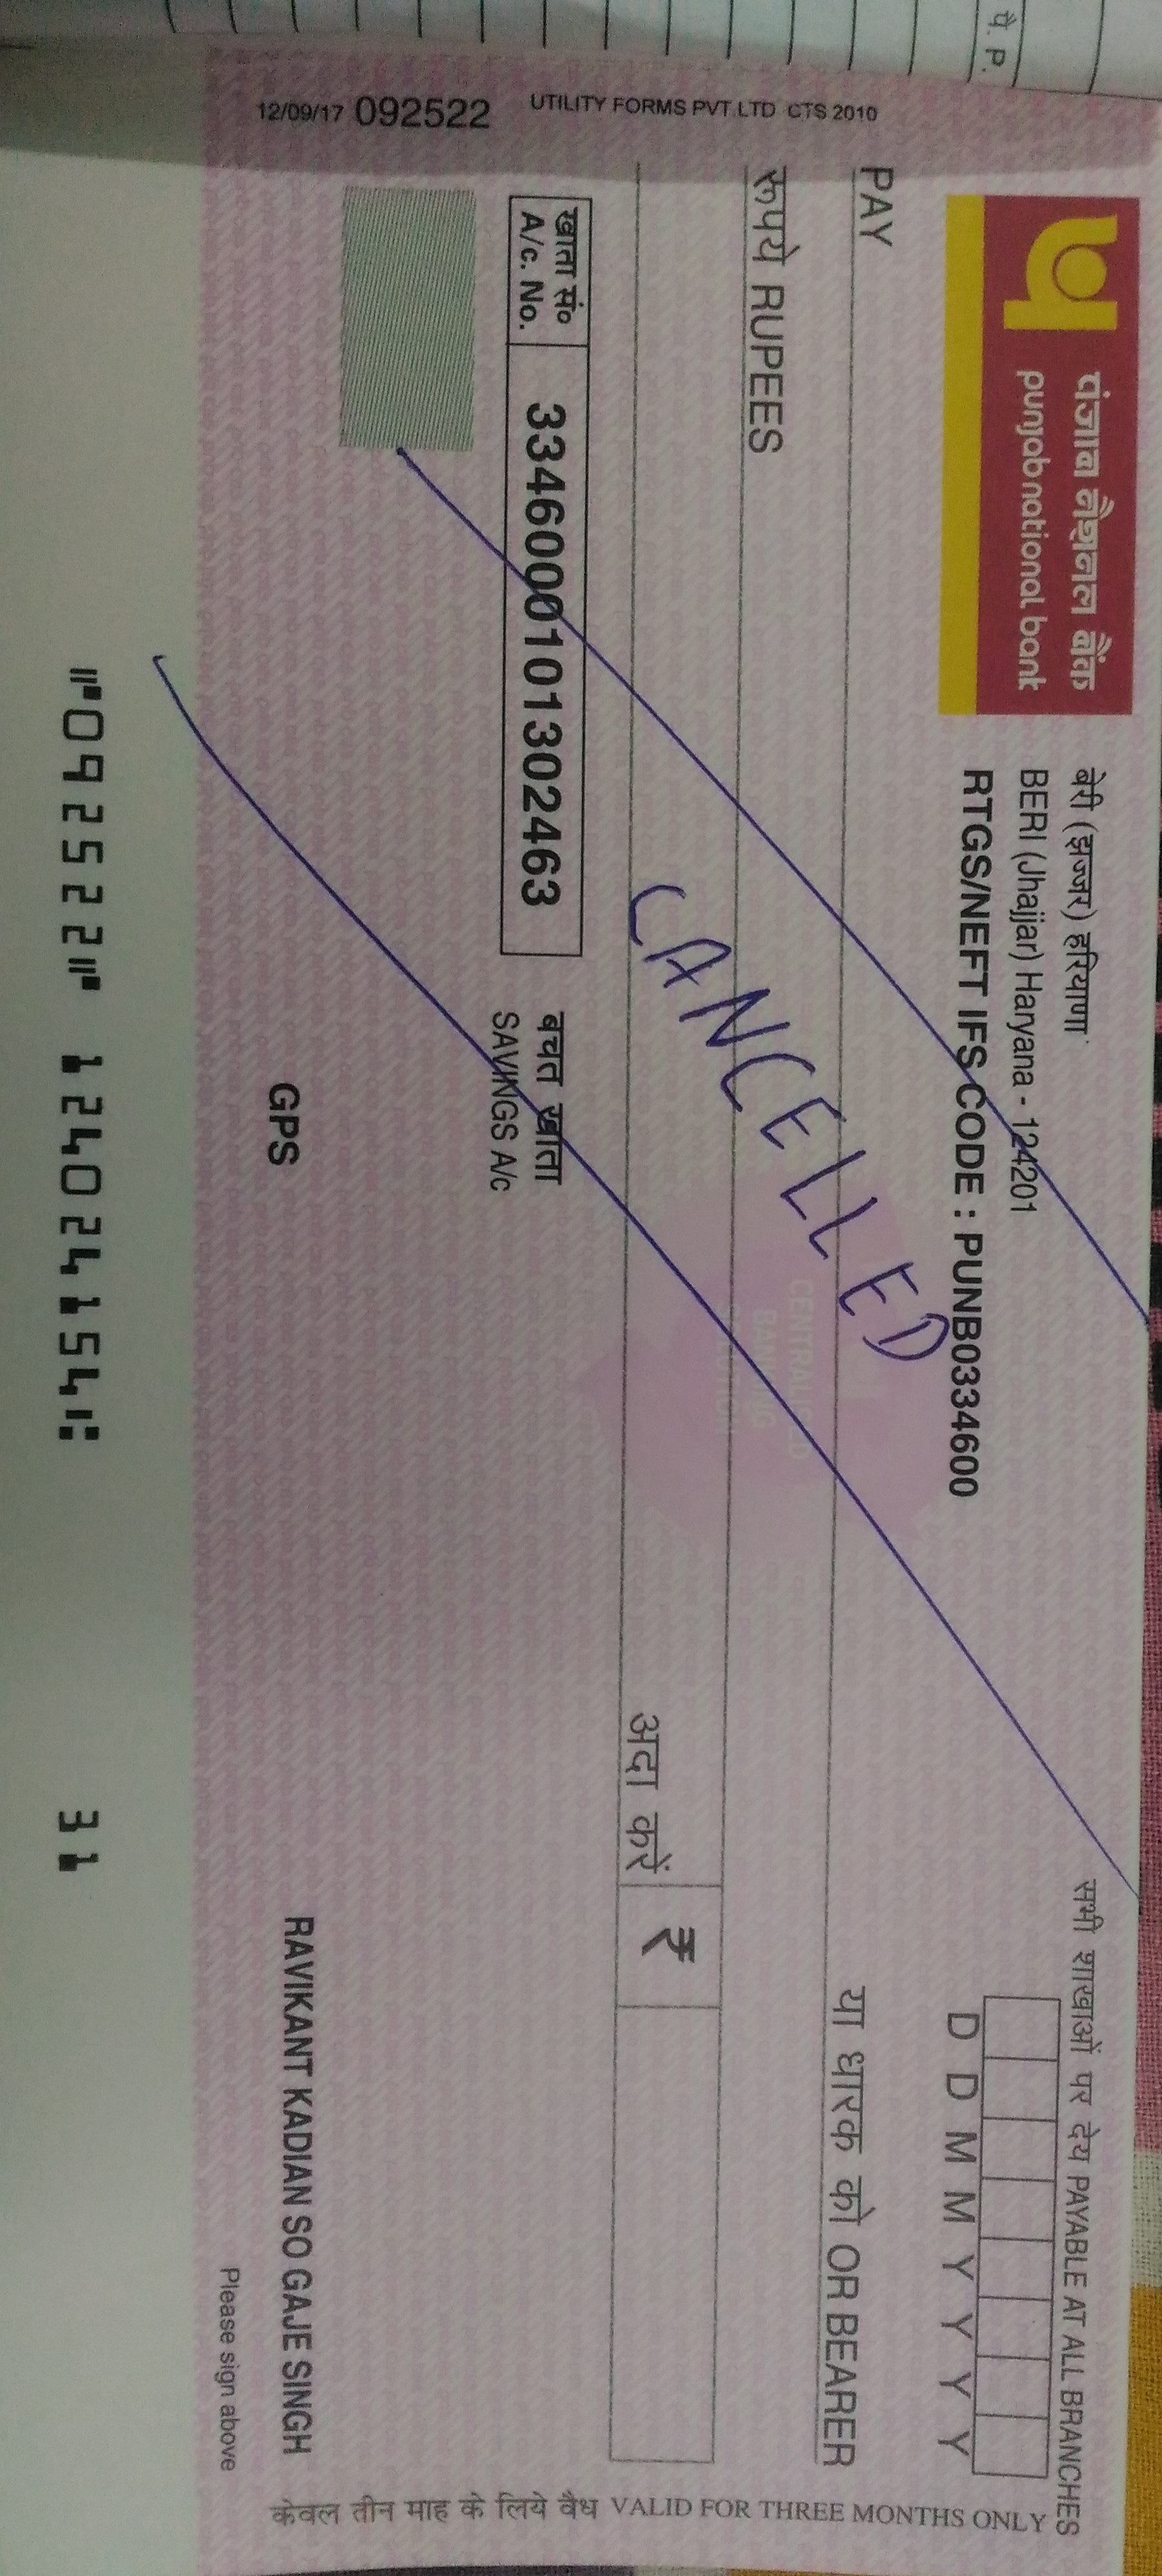 पै. P.
पंजाब नैशनल बैंक
punjab national bank
बेरी (झज्जर) हरियाणा
BERI (Jhajjar) Haryana - 124201
RTGS/NEFT IFS CODE : PUNB0334600
सभी शाखाओं पर देय PAYABLE AT ALL BRANCHES
D D M M Y Y Y Y
PAY
या धारक को OR BEARER
रूपये RUPEES
CANCELLED
अदा करें ₹
खाता सं० A/c. No. 3346000101302463
बचत खाता
SAVINGS A/c
GPS
RAVIKANT KADIAN SO GAJE SINGH
Please sign above
12/09/17 092522 UTILITY FORMS PVT.LTD CTS 2010
केवल तीन माह के लिये वैध VALID FOR THREE MONTHS ONLY
⑈092522⑈ 124024154⑆ 31